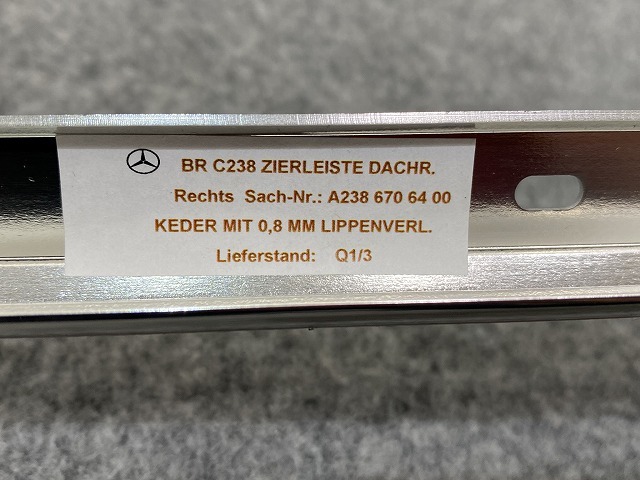 BR C238 ZIERLEISTE DACHR.
Rechts Sach-Nr.: A238 670 64 00
KEDER MIT 0,8 MM LIPPENVERL.
Lieferstand: Q1/3